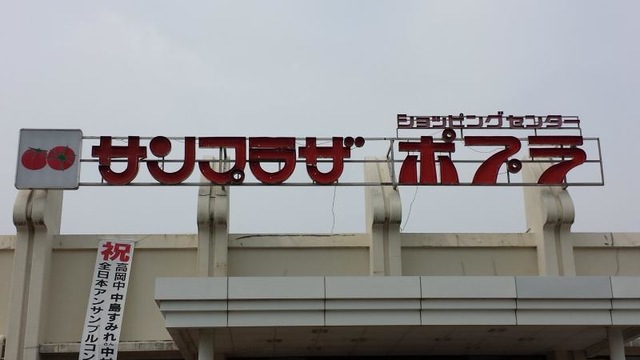 サンプラザ
ショッピングセンター
ポプラ
祝
高岡中 中島すみれさん
全日本アンサンブルコン